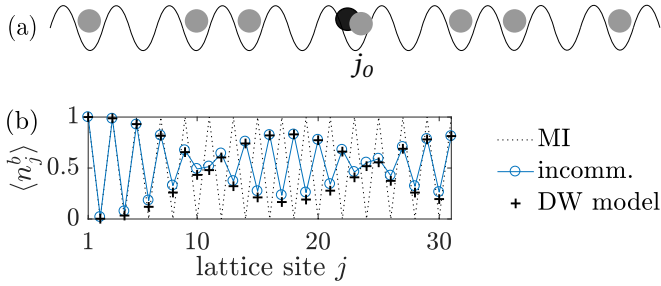 (a)
j₀
(b)
⟨n_j^b⟩
1
0.5
0
1 10 20 30
lattice site j
MI
incomm.
DW model